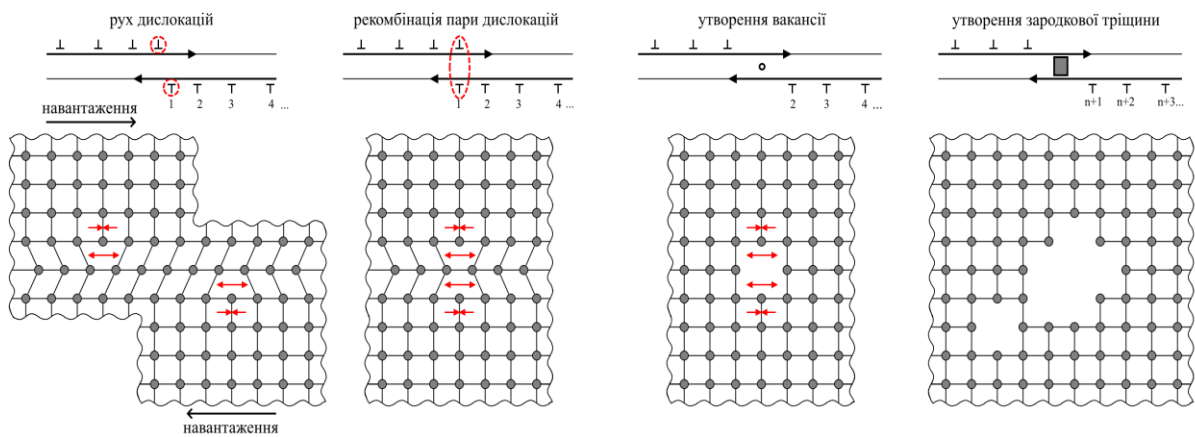 рух дислокацій
рекомбінація пари дислокацій
утворення вакансії
утворення зародкової тріщини
1 2 3 4 ...
1 2 3 4 ...
2 3 4 ...
n+1 n+2 n+3...
навантаження
навантаження